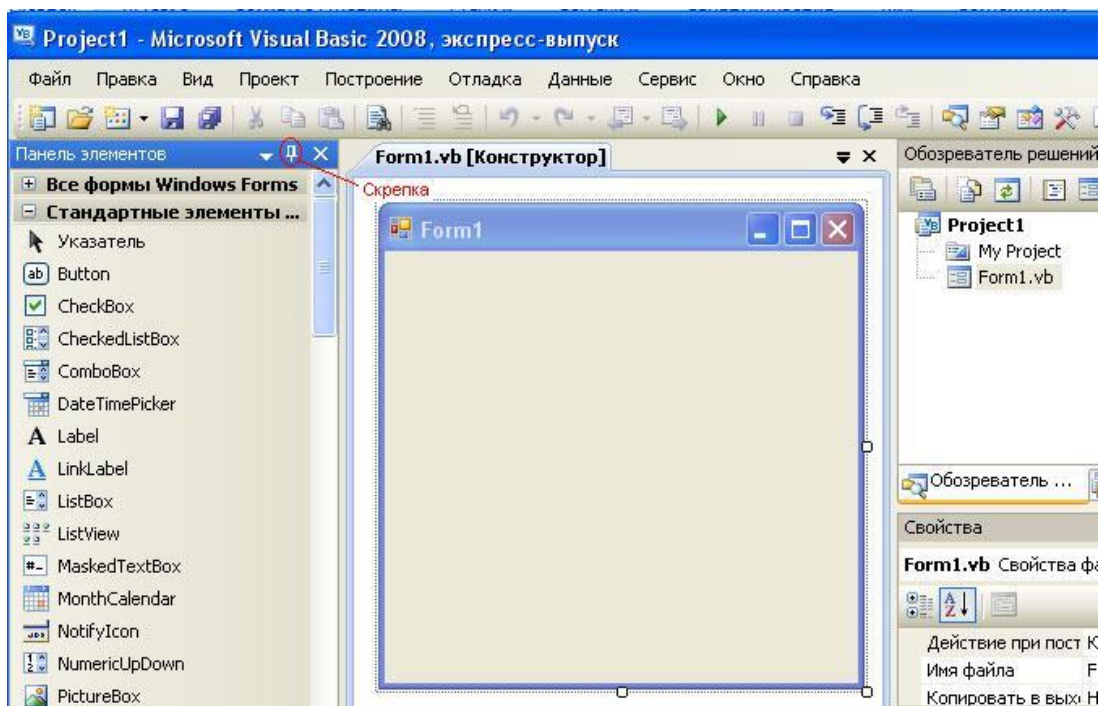 Project1 - Microsoft Visual Basic 2008, экспресс-выпуск
Файл Правка Вид Проект Построение Отладка Данные Сервис Окно Справка
Панель элементов
Form1.vb [Конструктор]
Обозреватель решений
Все формы Windows Forms
Скрепка
Стандартные элементы ...
Form1
Project1
Указатель
My Project
Button
Form1.vb
CheckBox
CheckedListBox
ComboBox
DateTimePicker
Label
LinkLabel
Обозреватель ...
ListBox
Свойства
ListView
Form1.vb Свойства фа
MaskedTextBox
MonthCalendar
NotifyIcon
Действие при пост К
NumericUpDown
Имя файла F
PictureBox
Копировать в вых Н